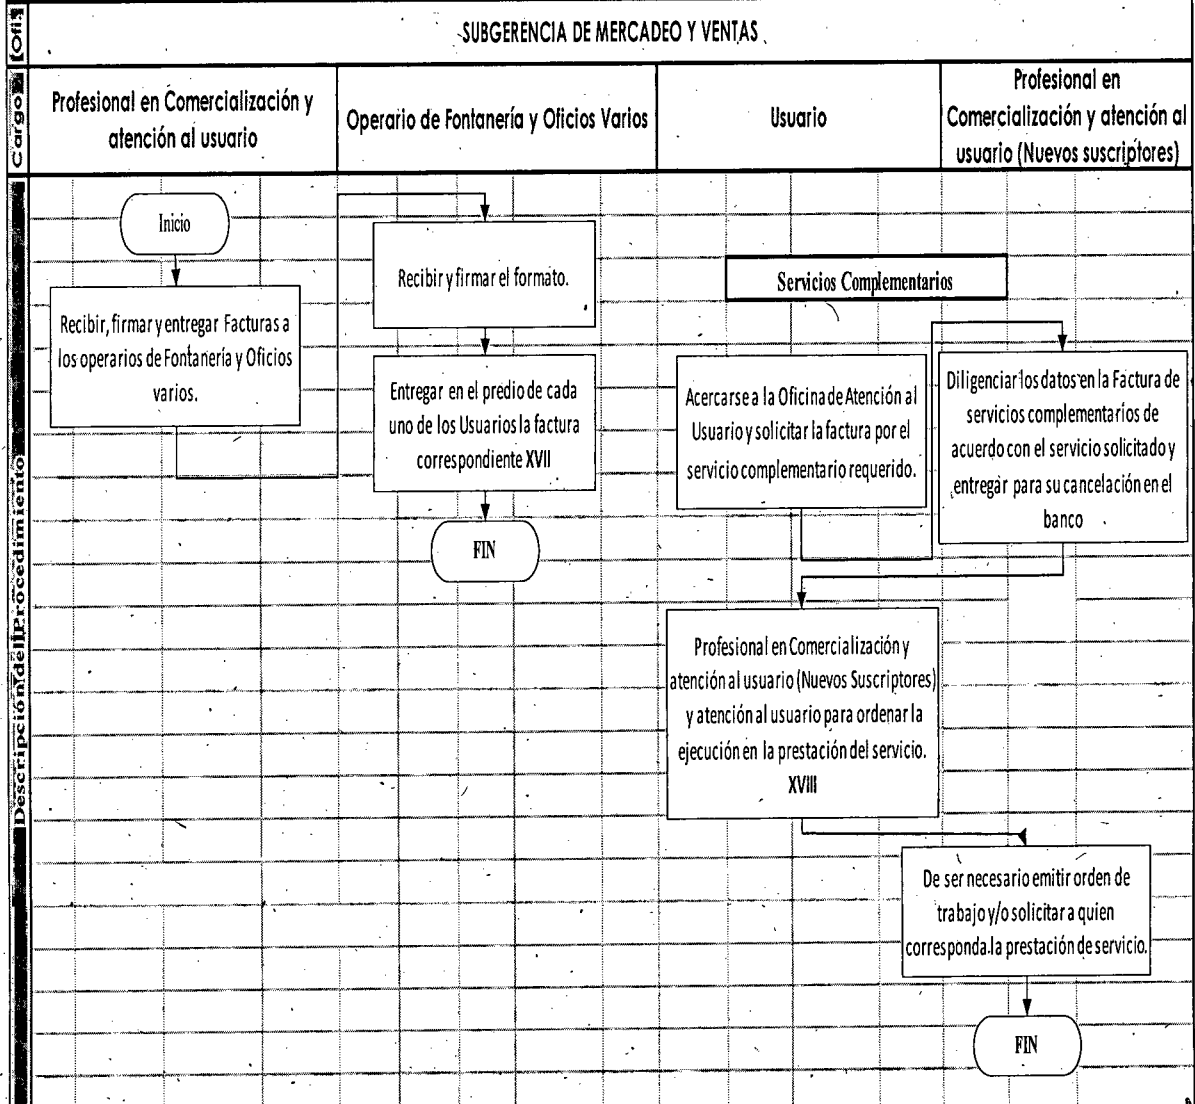 Ofi
SUBGERENCIA DE MERCADEO Y VENTAS
Cargo
Profesional en Comercialización y
atención al usuario
Operario de Fontanería y Oficios Varios
Usuario
Profesional en
Comercialización y atención al
usuario (Nuevos suscriptores)
Descripción del Procedimiento
Inicio
Recibir, firmar y entregar Facturas a
los operarios de Fontanería y Oficios
varios.
Recibir y firmar el formato.
Entregar en el predio de cada
uno de los Usuarios la factura
correspondiente XVII
FIN
Servicios Complementarios
Acercarse a la Oficina de Atención al
Usuario y solicitar la factura por el
servicio complementario requerido.
Diligenciar los datos en la Factura de
servicios complementarios de
acuerdo con el servicio solicitado y
entregar para su cancelación en el
banco
Profesional en Comercialización y
atención al usuario (Nuevos Suscriptores)
y atención al usuario para ordenar la
ejecución en la prestación del servicio.
XVIII
De ser necesario emitir orden de
trabajo y/o solicitar a quien
corresponda la prestación de servicio.
FIN